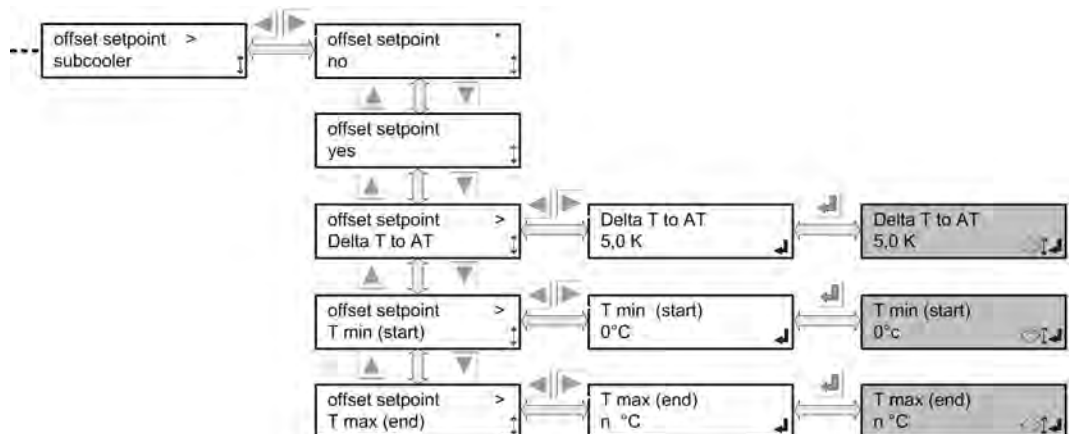 offset setpoint >
subcooler
offset setpoint *
no
offset setpoint
yes
offset setpoint >
Delta T to AT
Delta T to AT
5,0 K
Delta T to AT
5,0 K
offset setpoint >
T min (start)
T min (start)
0°C
T min (start)
0°c
offset setpoint >
T max (end)
T max (end)
n °C
T max (end)
n °C